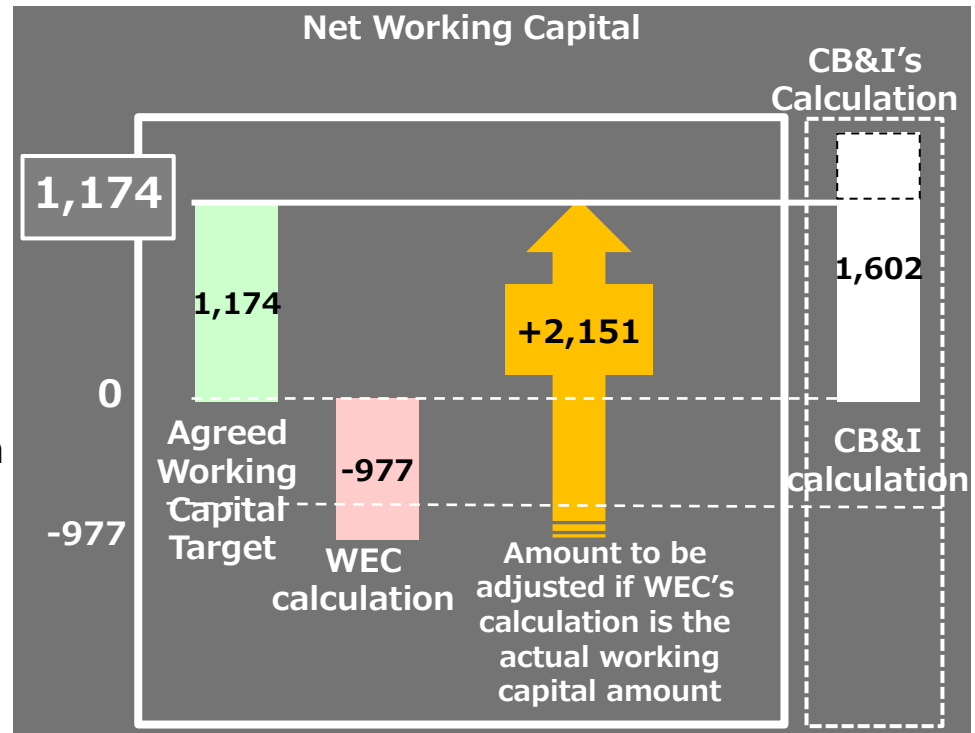 Net Working Capital
CB&I's
Calculation
1,174
1,174
+2,151
1,602
0
Agreed
Working
Capital
Target
-977
-977
WEC
calculation
Amount to be
adjusted if WEC's
calculation is the
actual working
capital amount
CB&I
calculation